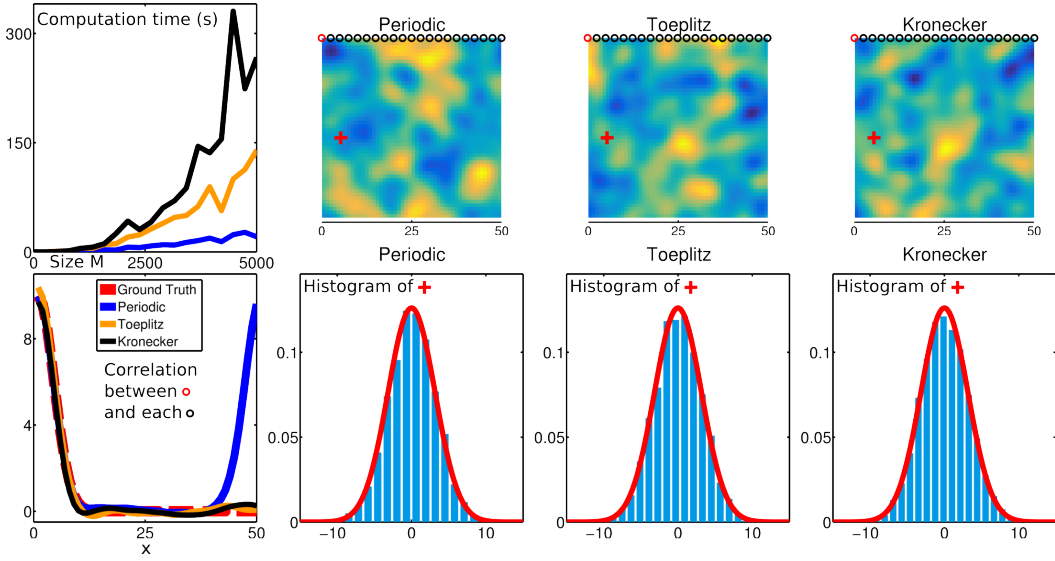 Computation time (s)
300
150
0
0
Size M
2500
5000
Periodic
0
50
25
Toeplitz
0
50
25
Kronecker
0
50
25
Ground Truth
Periodic
Toeplitz
Kronecker
Correlation
between
and each
8
4
0
0
25
50
x
Periodic
Histogram of
0.1
0.05
0
−10
0
10
Toeplitz
Histogram of
0.1
0.05
0
−10
0
10
Kronecker
Histogram of
0.1
0.05
0
−10
0
10